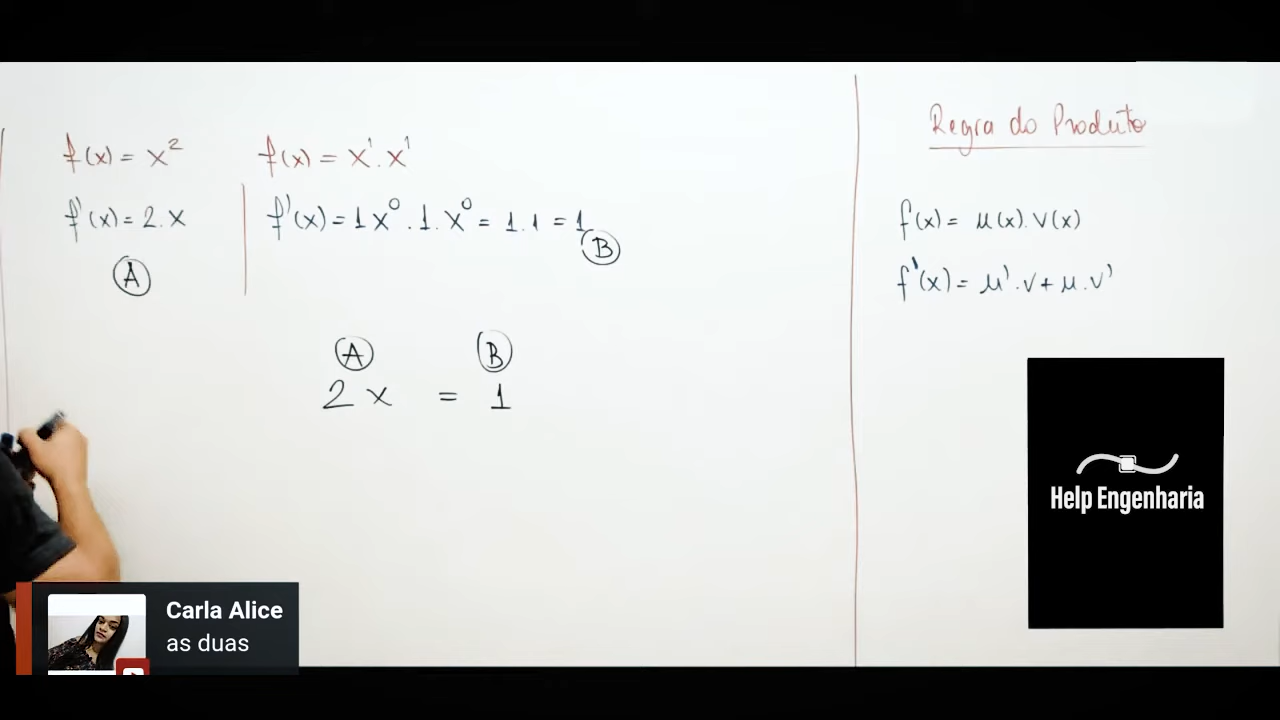 f(x) = x²
f'(x) = 2.x
A
f(x) = x¹.x¹
f'(x) = 1x⁰.1.x⁰ = 1.1 = 1
B
A B
2x = 1
Regra do Produto
f(x) = μ(x).v(x)
f'(x) = μ'.v + μ.v'
Help Engenharia
Carla Alice
as duas